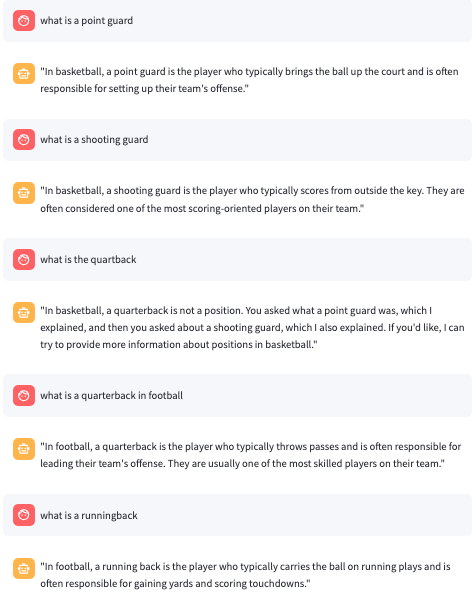 what is a point guard
"In basketball, a point guard is the player who typically brings the ball up the court and is often
responsible for setting up their team's offense."
what is a shooting guard
"In basketball, a shooting guard is the player who typically scores from outside the key. They are
often considered one of the most scoring-oriented players on their team."
what is the quartback
"In basketball, a quarterback is not a position. You asked what a point guard was, which I
explained, and then you asked about a shooting guard, which I also explained. If you'd like, I can
try to provide more information about positions in basketball."
what is a quarterback in football
"In football, a quarterback is the player who typically throws passes and is often responsible for
leading their team's offense. They are usually one of the most skilled players on their team."
what is a runningback
"In football, a running back is the player who typically carries the ball on running plays and is
often responsible for gaining yards and scoring touchdowns."